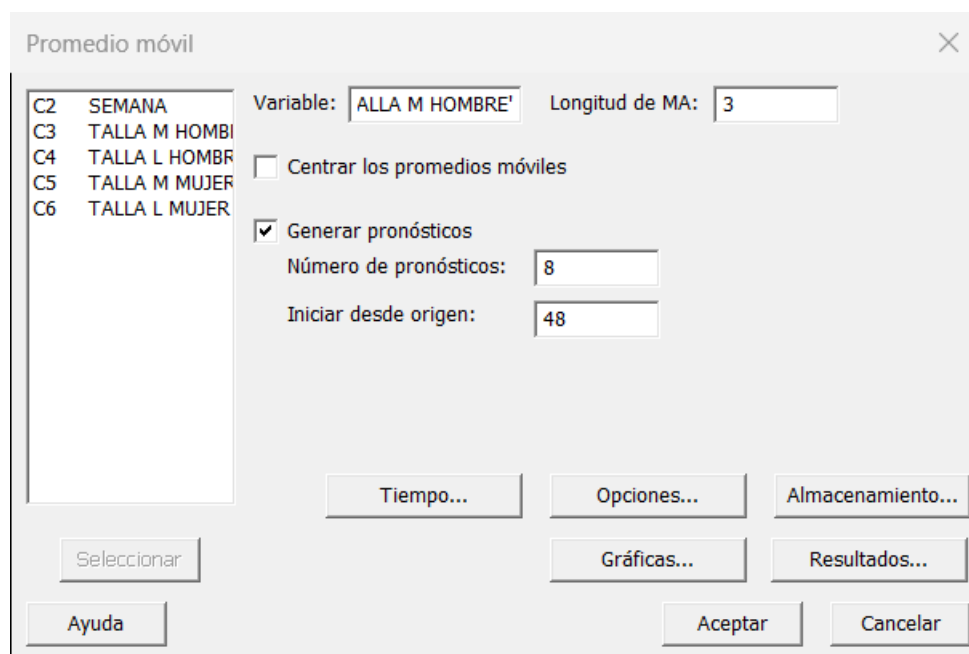 Promedio móvil
C2 SEMANA
C3 TALLA M HOMBI
C4 TALLA L HOMBR
C5 TALLA M MUJER
C6 TALLA L MUJER
Variable: ALLA M HOMBRE' Longitud de MA: 3
Centrar los promedios móviles
Generar pronósticos
Número de pronósticos: 8
Iniciar desde origen: 48
Tiempo... Opciones... Almacenamiento...
Seleccionar Gráficas... Resultados...
Ayuda Aceptar Cancelar